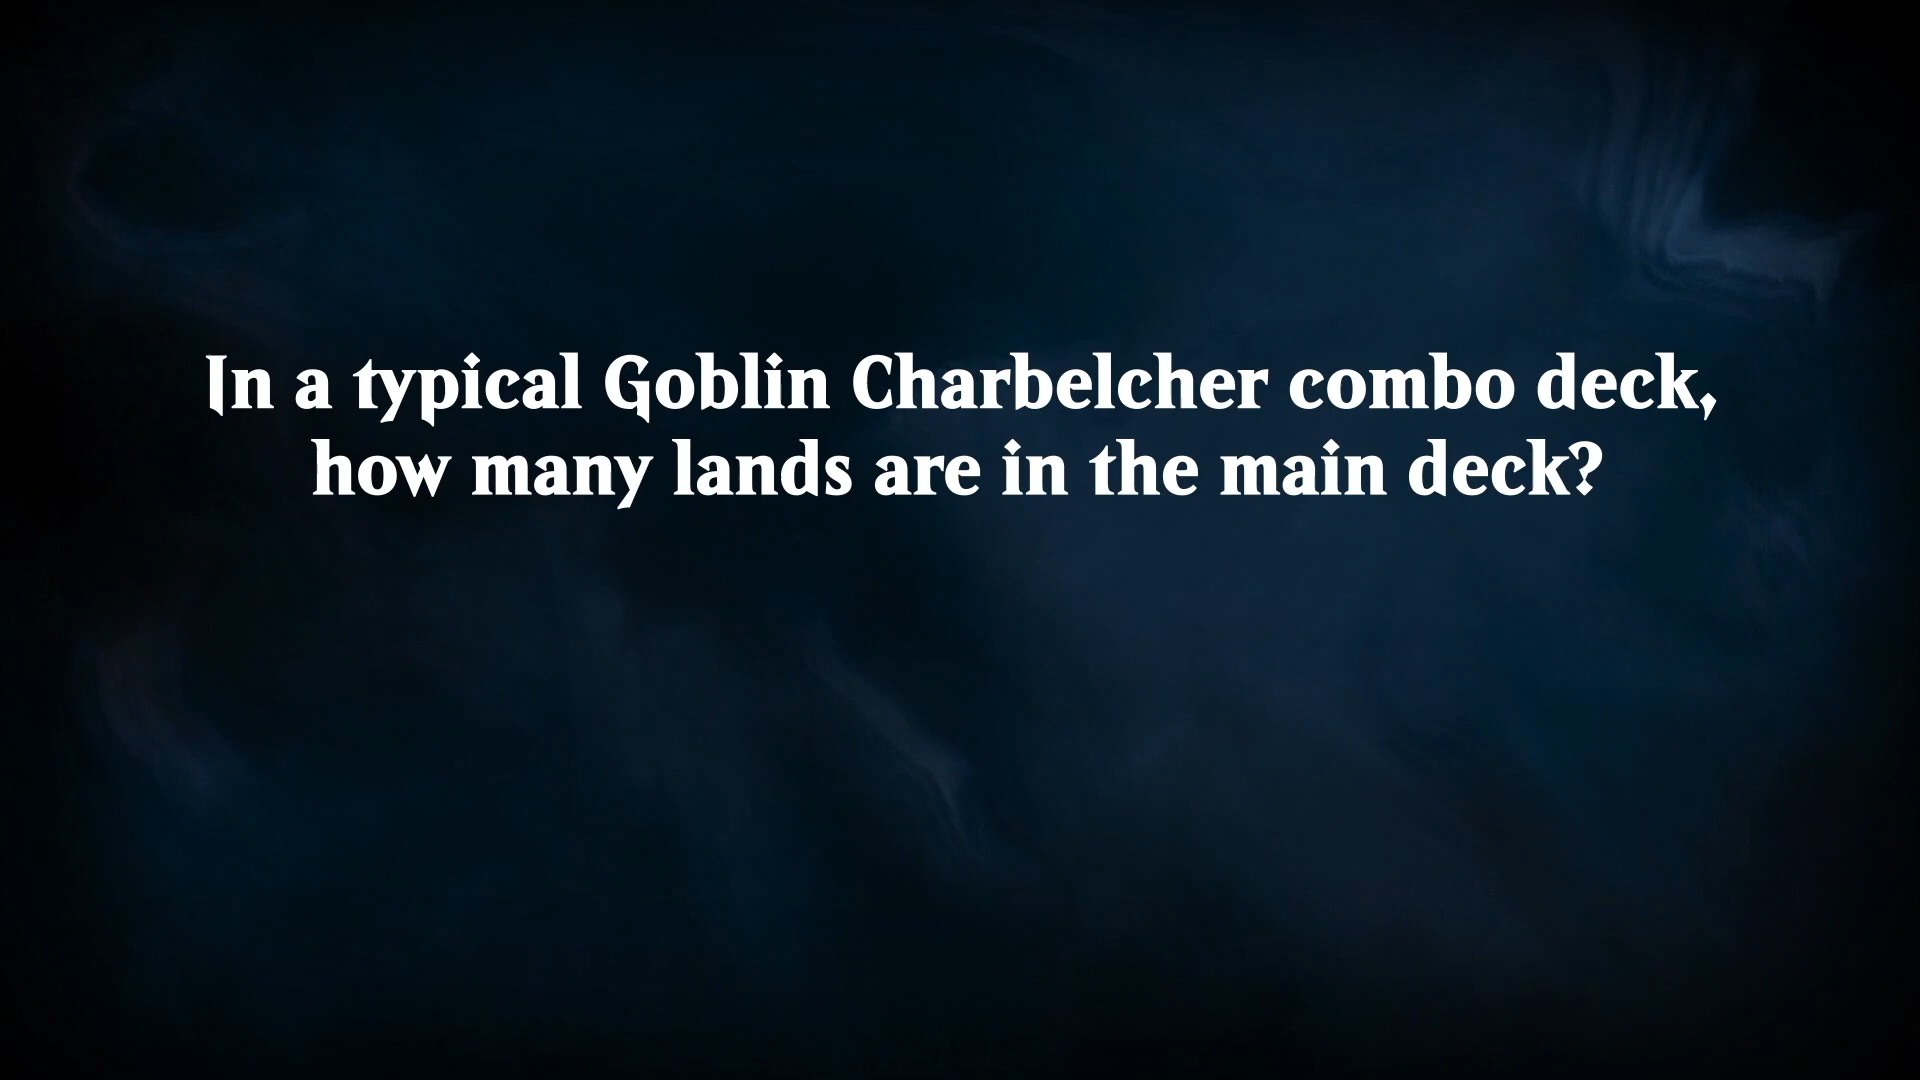 In a typical Goblin Charbelcher combo deck,
how many lands are in the main deck?